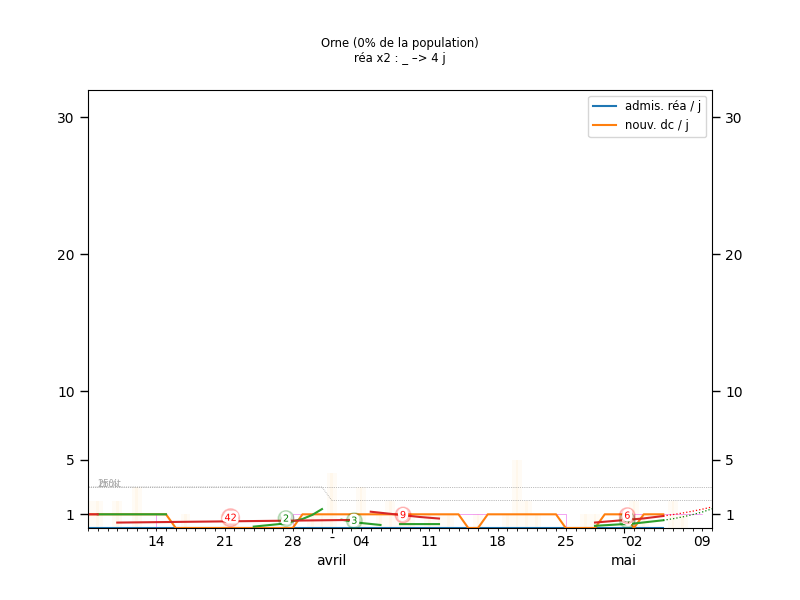 Orne (0% de la population)
réa x2 : _ –> 4 j
admis. réa / j
nouv. dc / j
30 30
20 20
10 10
5 5
1 1
42 2 3 9 6
14 21 28 - 04 11 18 25 -02 09
avril mai